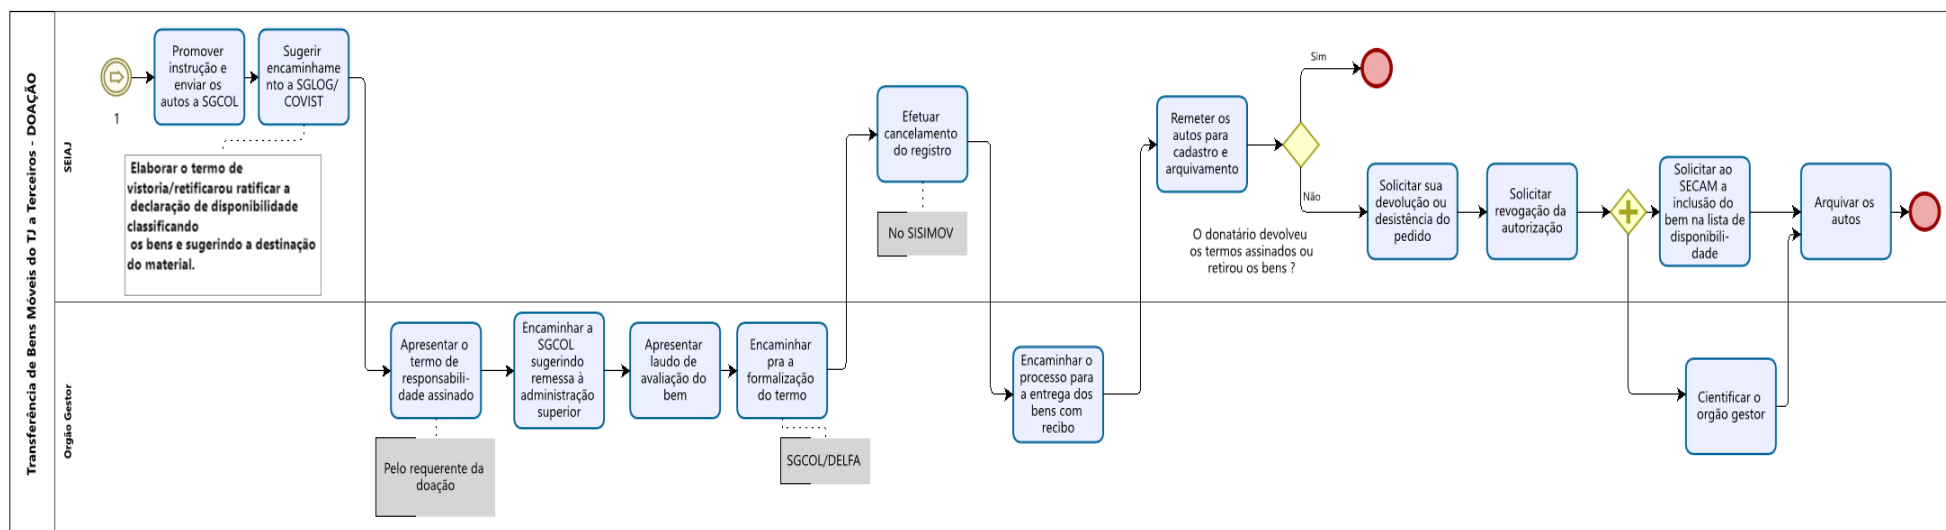 Transferência de Bens Móveis do TJ a Terceiros - DOAÇÃO
SEIAJ
1
Promover
instrução e
enviar os
autos a SGCOL
Sugerir
encaminhame
nto a SGLOG/
COVIST
Elaborar o termo de
vistoria/retificarou ratificar a
declaração de disponibilidade
classificando
os bens e sugerindo a destinação
do material.
Efetuar
cancelamento
do registro
No SISIMOV
Remeter os
autos para
cadastro e
arquivamento
Sim
Não
O donatário devolveu
os termos assinados ou
retirou os bens ?
Solicitar sua
devolução ou
desistência do
pedido
Solicitar
revogação da
autorização
Solicitar ao
SECAM a
inclusão do
bem na lista de
disponibili-
dade
Arquivar os
autos
Orgão Gestor
Apresentar o
termo de
responsabili-
dade assinado
Pelo requerente da
doação
Encaminhar a
SGCOL
sugerindo
remessa à
administração
superior
Apresentar
laudo de
avaliação do
bem
Encaminhar
pra a
formalização
do termo
SGCOL/DELFA
Encaminhar o
processo para
a entrega dos
bens com
recibo
Cientificar o
orgão gestor